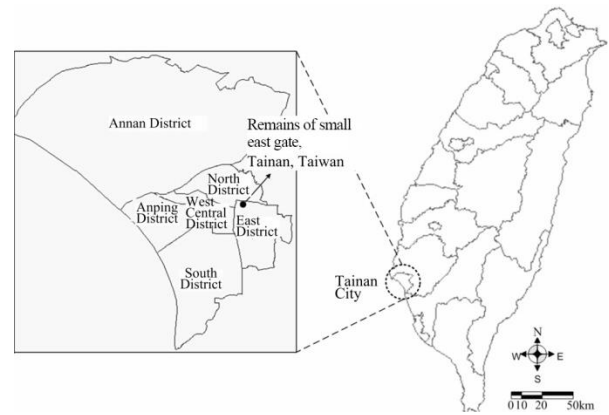 Annan District
Remains of small
east gate,
Tainan, Taiwan
North
District
West
Central
District
Anping
District
East
District
South
District
Tainan
City
N
W
E
S
0 10 20 50km